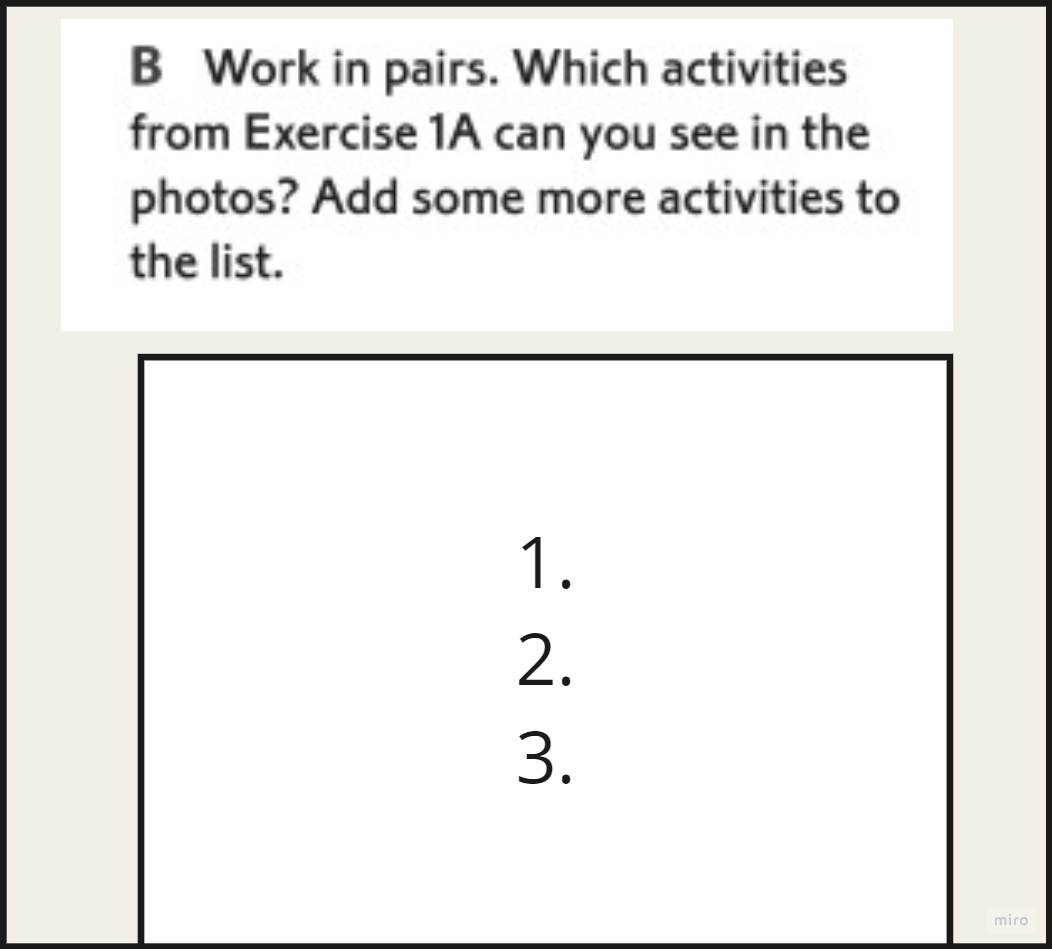 B Work in pairs. Which activities
from Exercise 1A can you see in the
photos? Add some more activities to
the list.
1.
2.
3.
miro